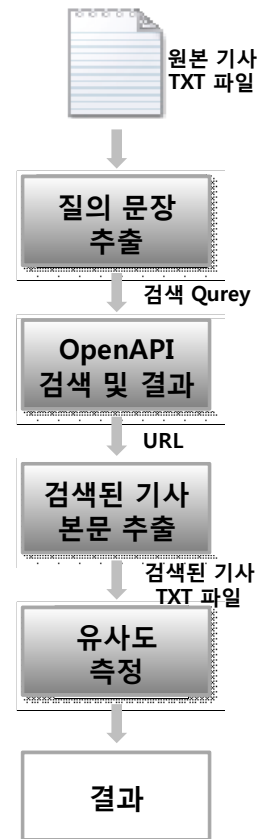 원본 기사
TXT 파일
질의 문장
추출
검색 Qurey
OpenAPI
검색 및 결과
URL
검색된 기사
본문 추출
검색된 기사
TXT 파일
유사도
측정
결과